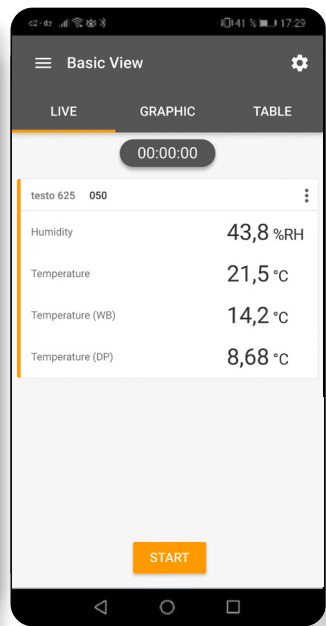 41 % 17:29
Basic View
LIVE GRAPHIC TABLE
00:00:00
testo 625 050
Humidity 43,8 %RH
Temperature 21,5 °C
Temperature (WB) 14,2 °C
Temperature (DP) 8,68 °C
START